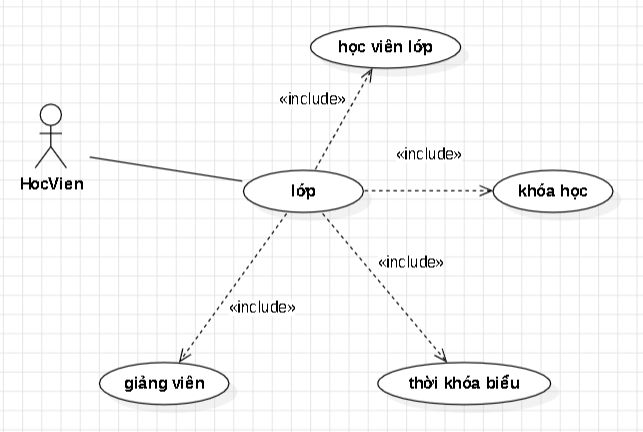 học viên lớp
«include»
«include»
HocVien
lớp
khóa học
«include»
«include»
giảng viên
thời khóa biểu